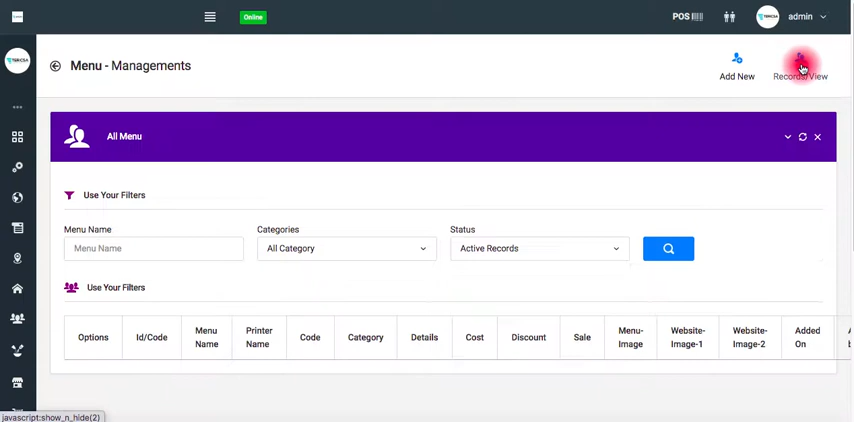 Online
POS
admin
TERICSA
Menu - Managements
Add New
Records/View
All Menu
Use Your Filters
Menu Name
Categories
Status
Menu Name
All Category
Active Records
Use Your Filters
Options
Id/Code
Menu Name
Printer Name
Code
Category
Details
Cost
Discount
Sale
Menu-Image
Website-Image-1
Website-Image-2
Added On
javascript:show_n_hide(2)